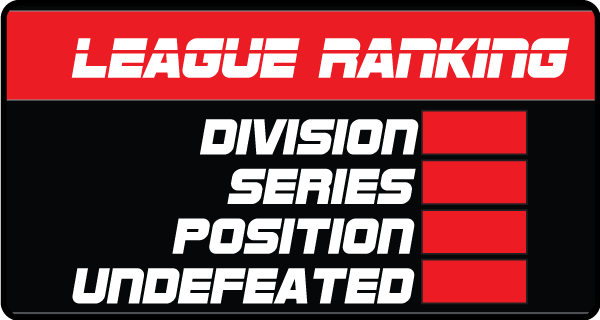 LEAGUE RANKING
DIVISION
SERIES
POSITION
UNDEFEATED